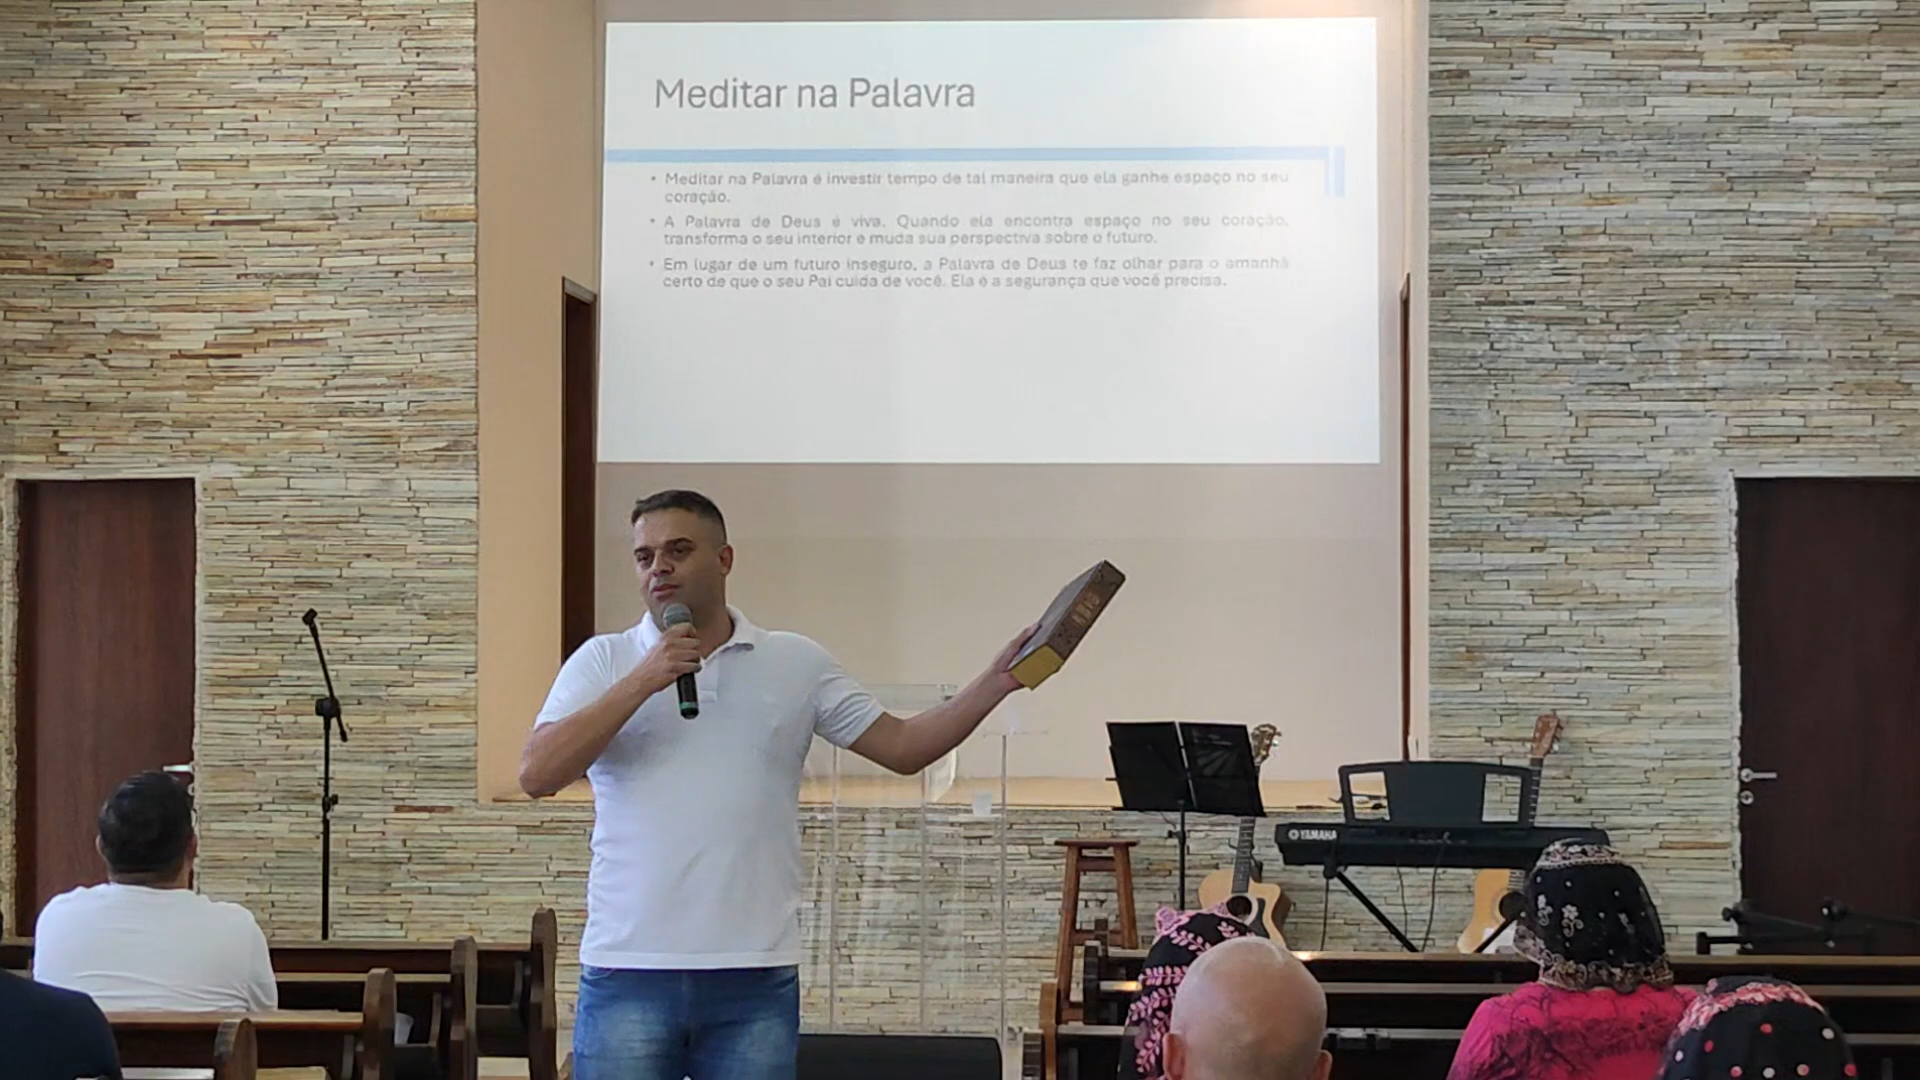 Meditar na Palavra
• Meditar na Palavra é investir tempo de tal maneira que ela ganhe espaço no seu
coração.
• A Palavra de Deus é viva. Quando ela encontra espaço no seu coração,
transforma o seu interior e muda sua perspectiva sobre o futuro.
• Em lugar de um futuro inseguro, a Palavra de Deus te faz olhar para o amanhã
certo de que o seu Pai cuida de você. Ela é a segurança que você precisa.
YAMAHA